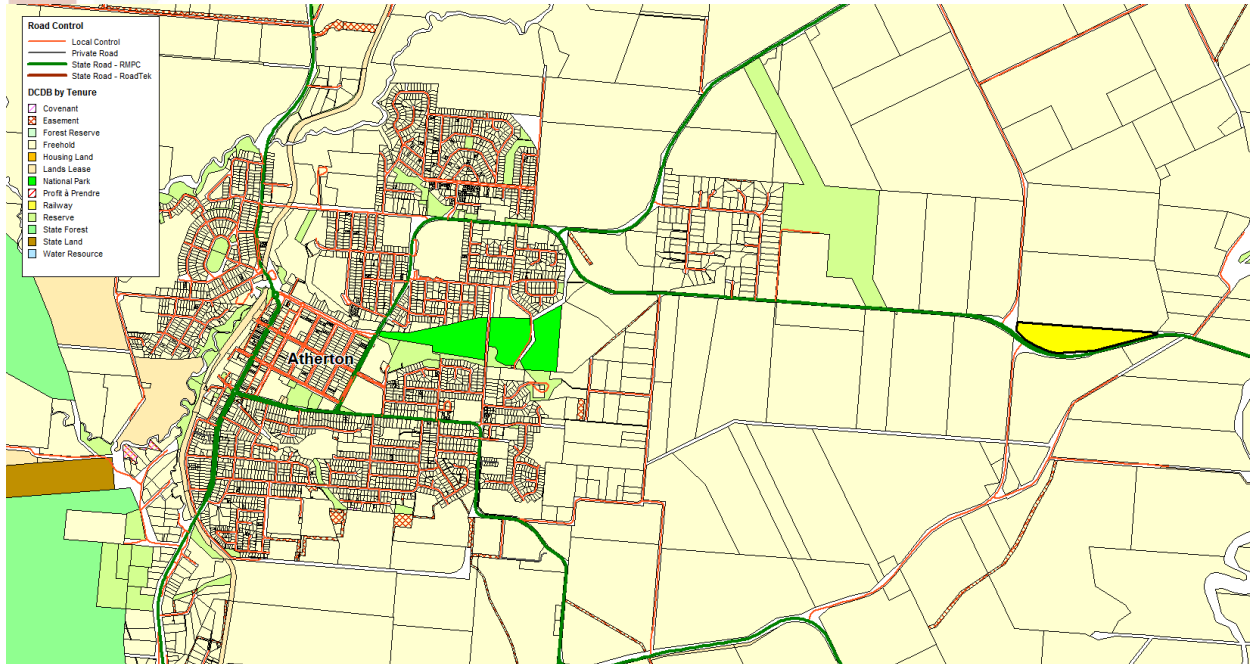 Road Control
Local Control
Private Road
State Road - RMPC
State Road - RoadTek
DCDB by Tenure
Covenant
Easement
Forest Reserve
Freehold
Housing Land
Lands Lease
National Park
Profit à Prendre
Railway
Reserve
State Forest
State Land
Water Resource
Atherton